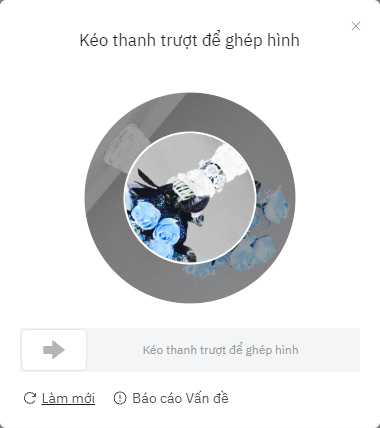 Kéo thanh trượt để ghép hình
Kéo thanh trượt để ghép hình
Làm mới
Báo cáo Vấn đề